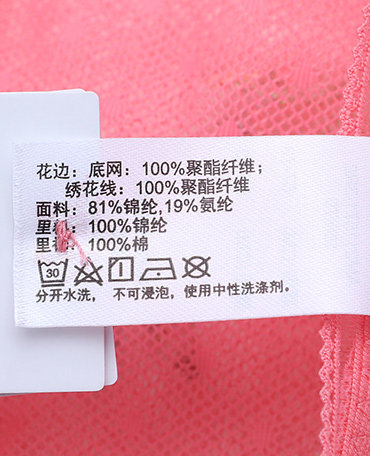 花边：底网：100%聚酯纤维；
绣花线：100%聚酯纤维
面料：81%锦纶,19%氨纶
里料：100%锦纶
里 ：100%棉
30
分开水洗， 不可浸泡，使用中性洗涤剂。